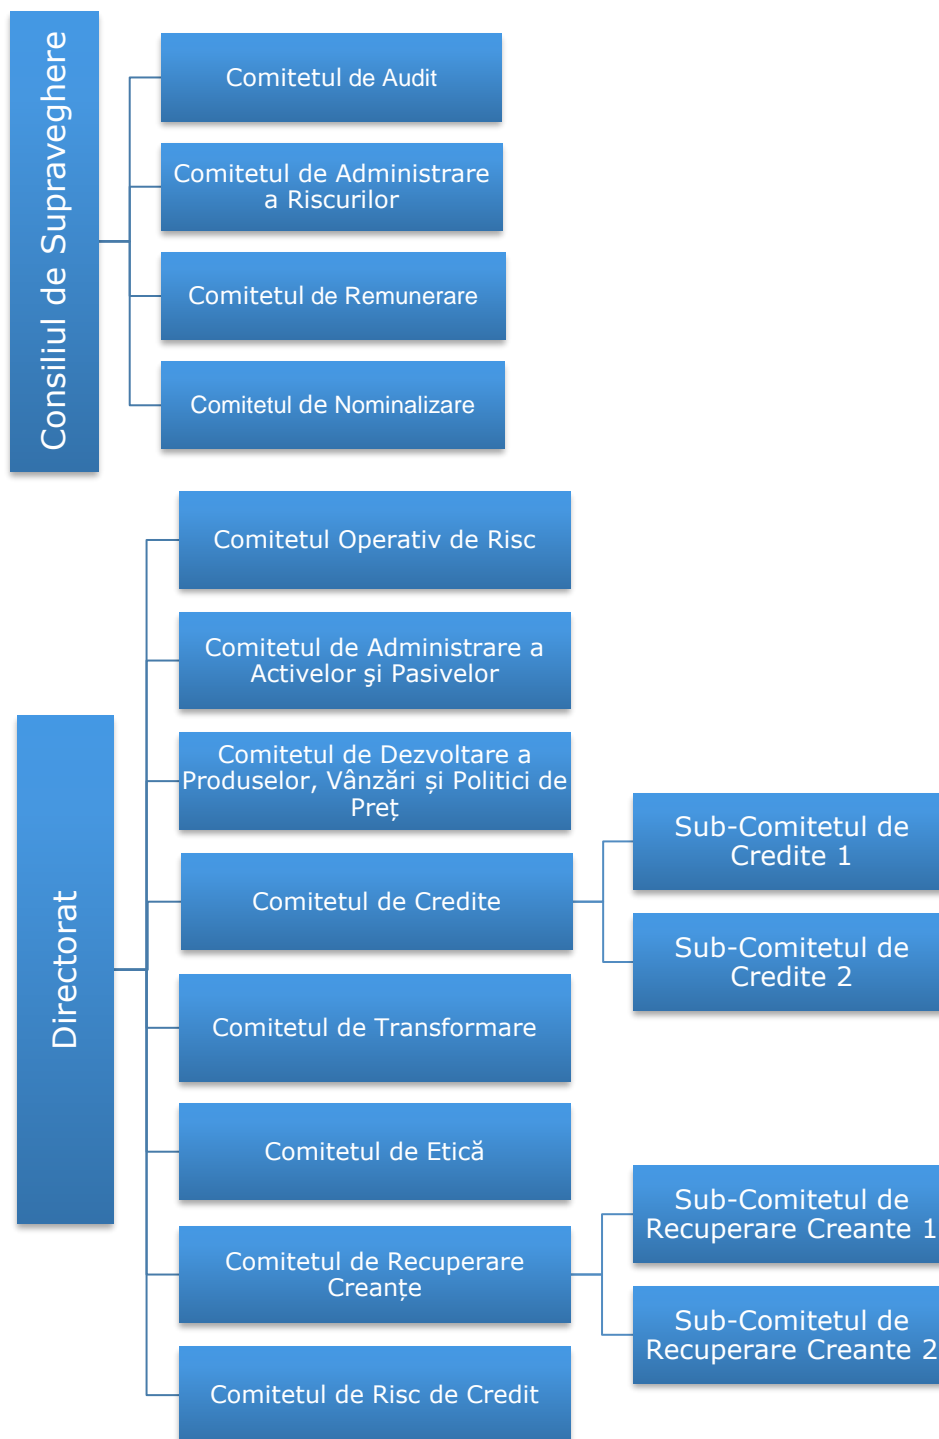 Consiliul de Supraveghere
Comitetul de Audit
Comitetul de Administrare
a Riscurilor
Comitetul de Remunerare
Comitetul de Nominalizare
Directorat
Comitetul Operativ de Risc
Comitetul de Administrare a
Activelor şi Pasivelor
Comitetul de Dezvoltare a
Produselor, Vânzări și Politici de
Preț
Comitetul de Credite
Sub-Comitetul de
Credite 1
Sub-Comitetul de
Credite 2
Comitetul de Transformare
Comitetul de Etică
Comitetul de Recuperare
Creanțe
Sub-Comitetul de
Recuperare Creante 1
Sub-Comitetul de
Recuperare Creante 2
Comitetul de Risc de Credit